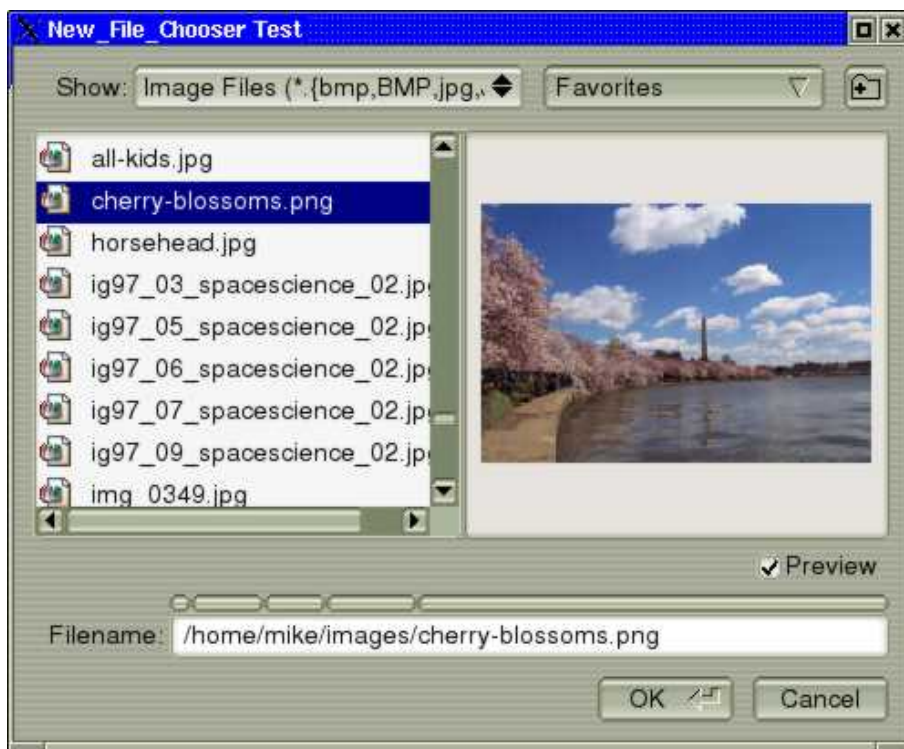 New_File_Chooser Test
Show: Image Files (*.{bmp,BMP,jpg, Favorites
all-kids.jpg
cherry-blossoms.png
horsehead.jpg
ig97_03_spacescience_02.jp
ig97_05_spacescience_02.jp
ig97_06_spacescience_02.jp
ig97_07_spacescience_02.jp
ig97_09_spacescience_02.jp
img_0349.jpg
Preview
Filename: /home/mike/images/cherry-blossoms.png
OK Cancel